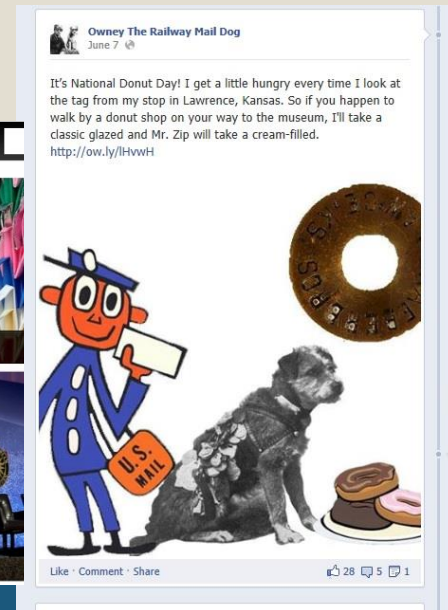 Owney The Railway Mail Dog
June 7
It's National Donut Day! I get a little hungry every time I look at
the tag from my stop in Lawrence, Kansas. So if you happen to
walk by a donut shop on your way to the museum, I'll take a
classic glazed and Mr. Zip will take a cream-filled.
http://ow.ly/lHvwH
U.S.
MAIL
Like · Comment · Share
28 5 1